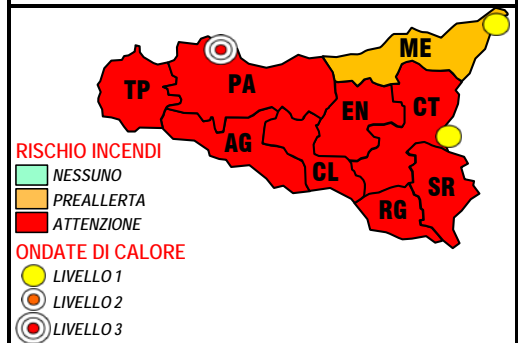 ME
TP
PA
EN
CT
AG
CL
SR
RG
RISCHIO INCENDI
NESSUNO
PREALLERTA
ATTENZIONE
ONDATE DI CALORE
LIVELLO 1
LIVELLO 2
LIVELLO 3